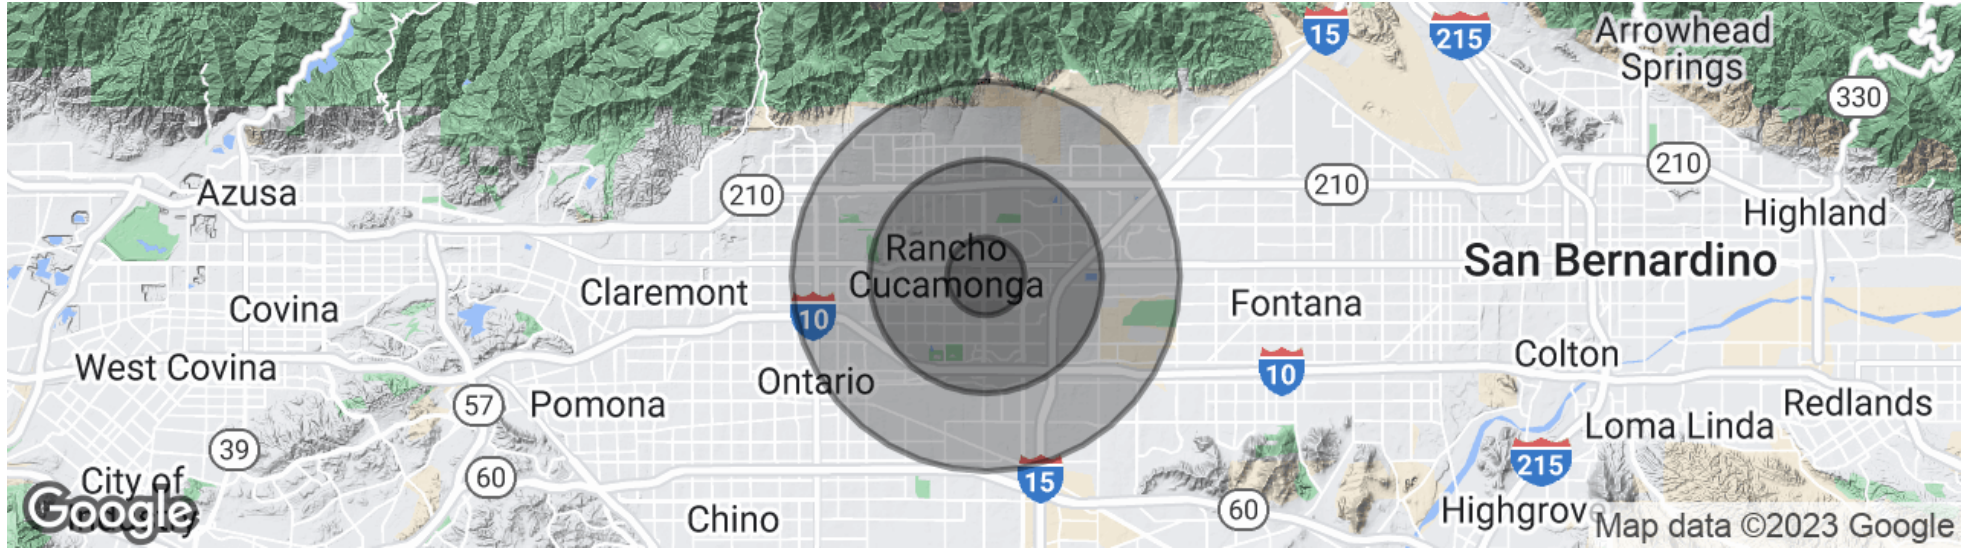 15
215
Arrowhead
Springs
330
210
210
210
Azusa
Highland
Rancho
Cucamonga
San Bernardino
Claremont
Covina
10
Fontana
West Covina
Ontario
10
Colton
57
Pomona
Redlands
39
Loma Linda
60
15
215
City of
Google
Chino
60
Highgrov
Map data ©2023 Google